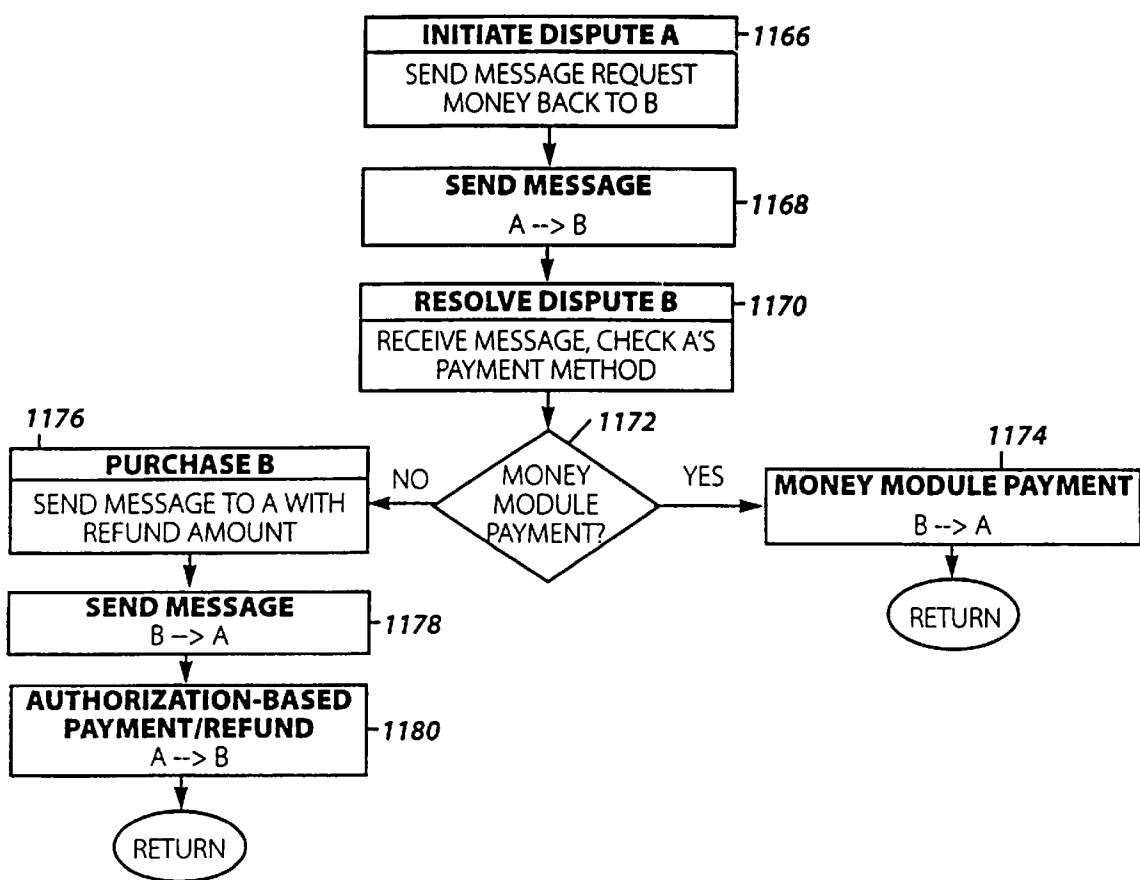 INITIATE DISPUTE A
1166
SEND MESSAGE REQUEST
MONEY BACK TO B
SEND MESSAGE
1168
A --> B
RESOLVE DISPUTE B
1170
RECEIVE MESSAGE, CHECK A'S
PAYMENT METHOD
1172
MONEY
MODULE
PAYMENT?
NO
YES
1176
PURCHASE B
SEND MESSAGE TO A WITH
REFUND AMOUNT
SEND MESSAGE
B --> A
1178
AUTHORIZATION-BASED
PAYMENT/REFUND
1180
A --> B
RETURN
1174
MONEY MODULE PAYMENT
B --> A
RETURN